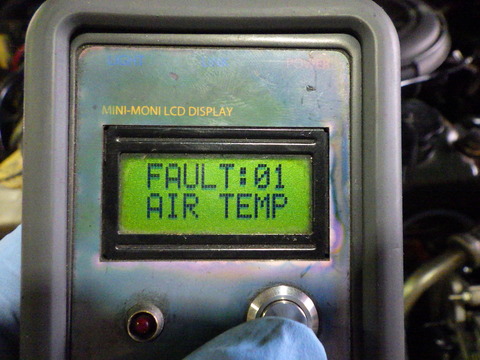 MINI-MONI LCD DISPLAY
FAULT:01
AIR TEMP